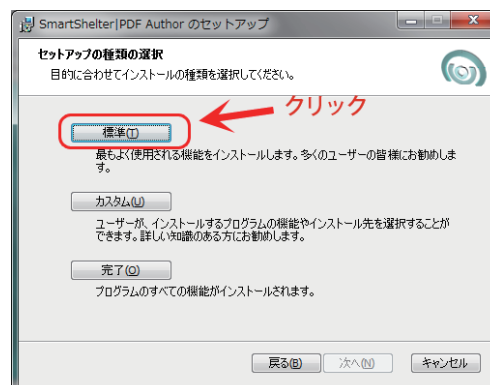 SmartShelter|PDF Author のセットアップ
セットアップの種類の選択
目的に合わせてインストールの種類を選択してください。
クリック
標準(T)
最もよく使用される機能をインストールします。多くのユーザーの皆様にお勧めしま
す。
カスタム(U)
ユーザーが、インストールするプログラムの機能やインストール先を選択することが
できます。詳しい知識のある方にお勧めします。
完了(O)
プログラムのすべての機能がインストールされます。
戻る(B)
次へ(N)
キャンセル